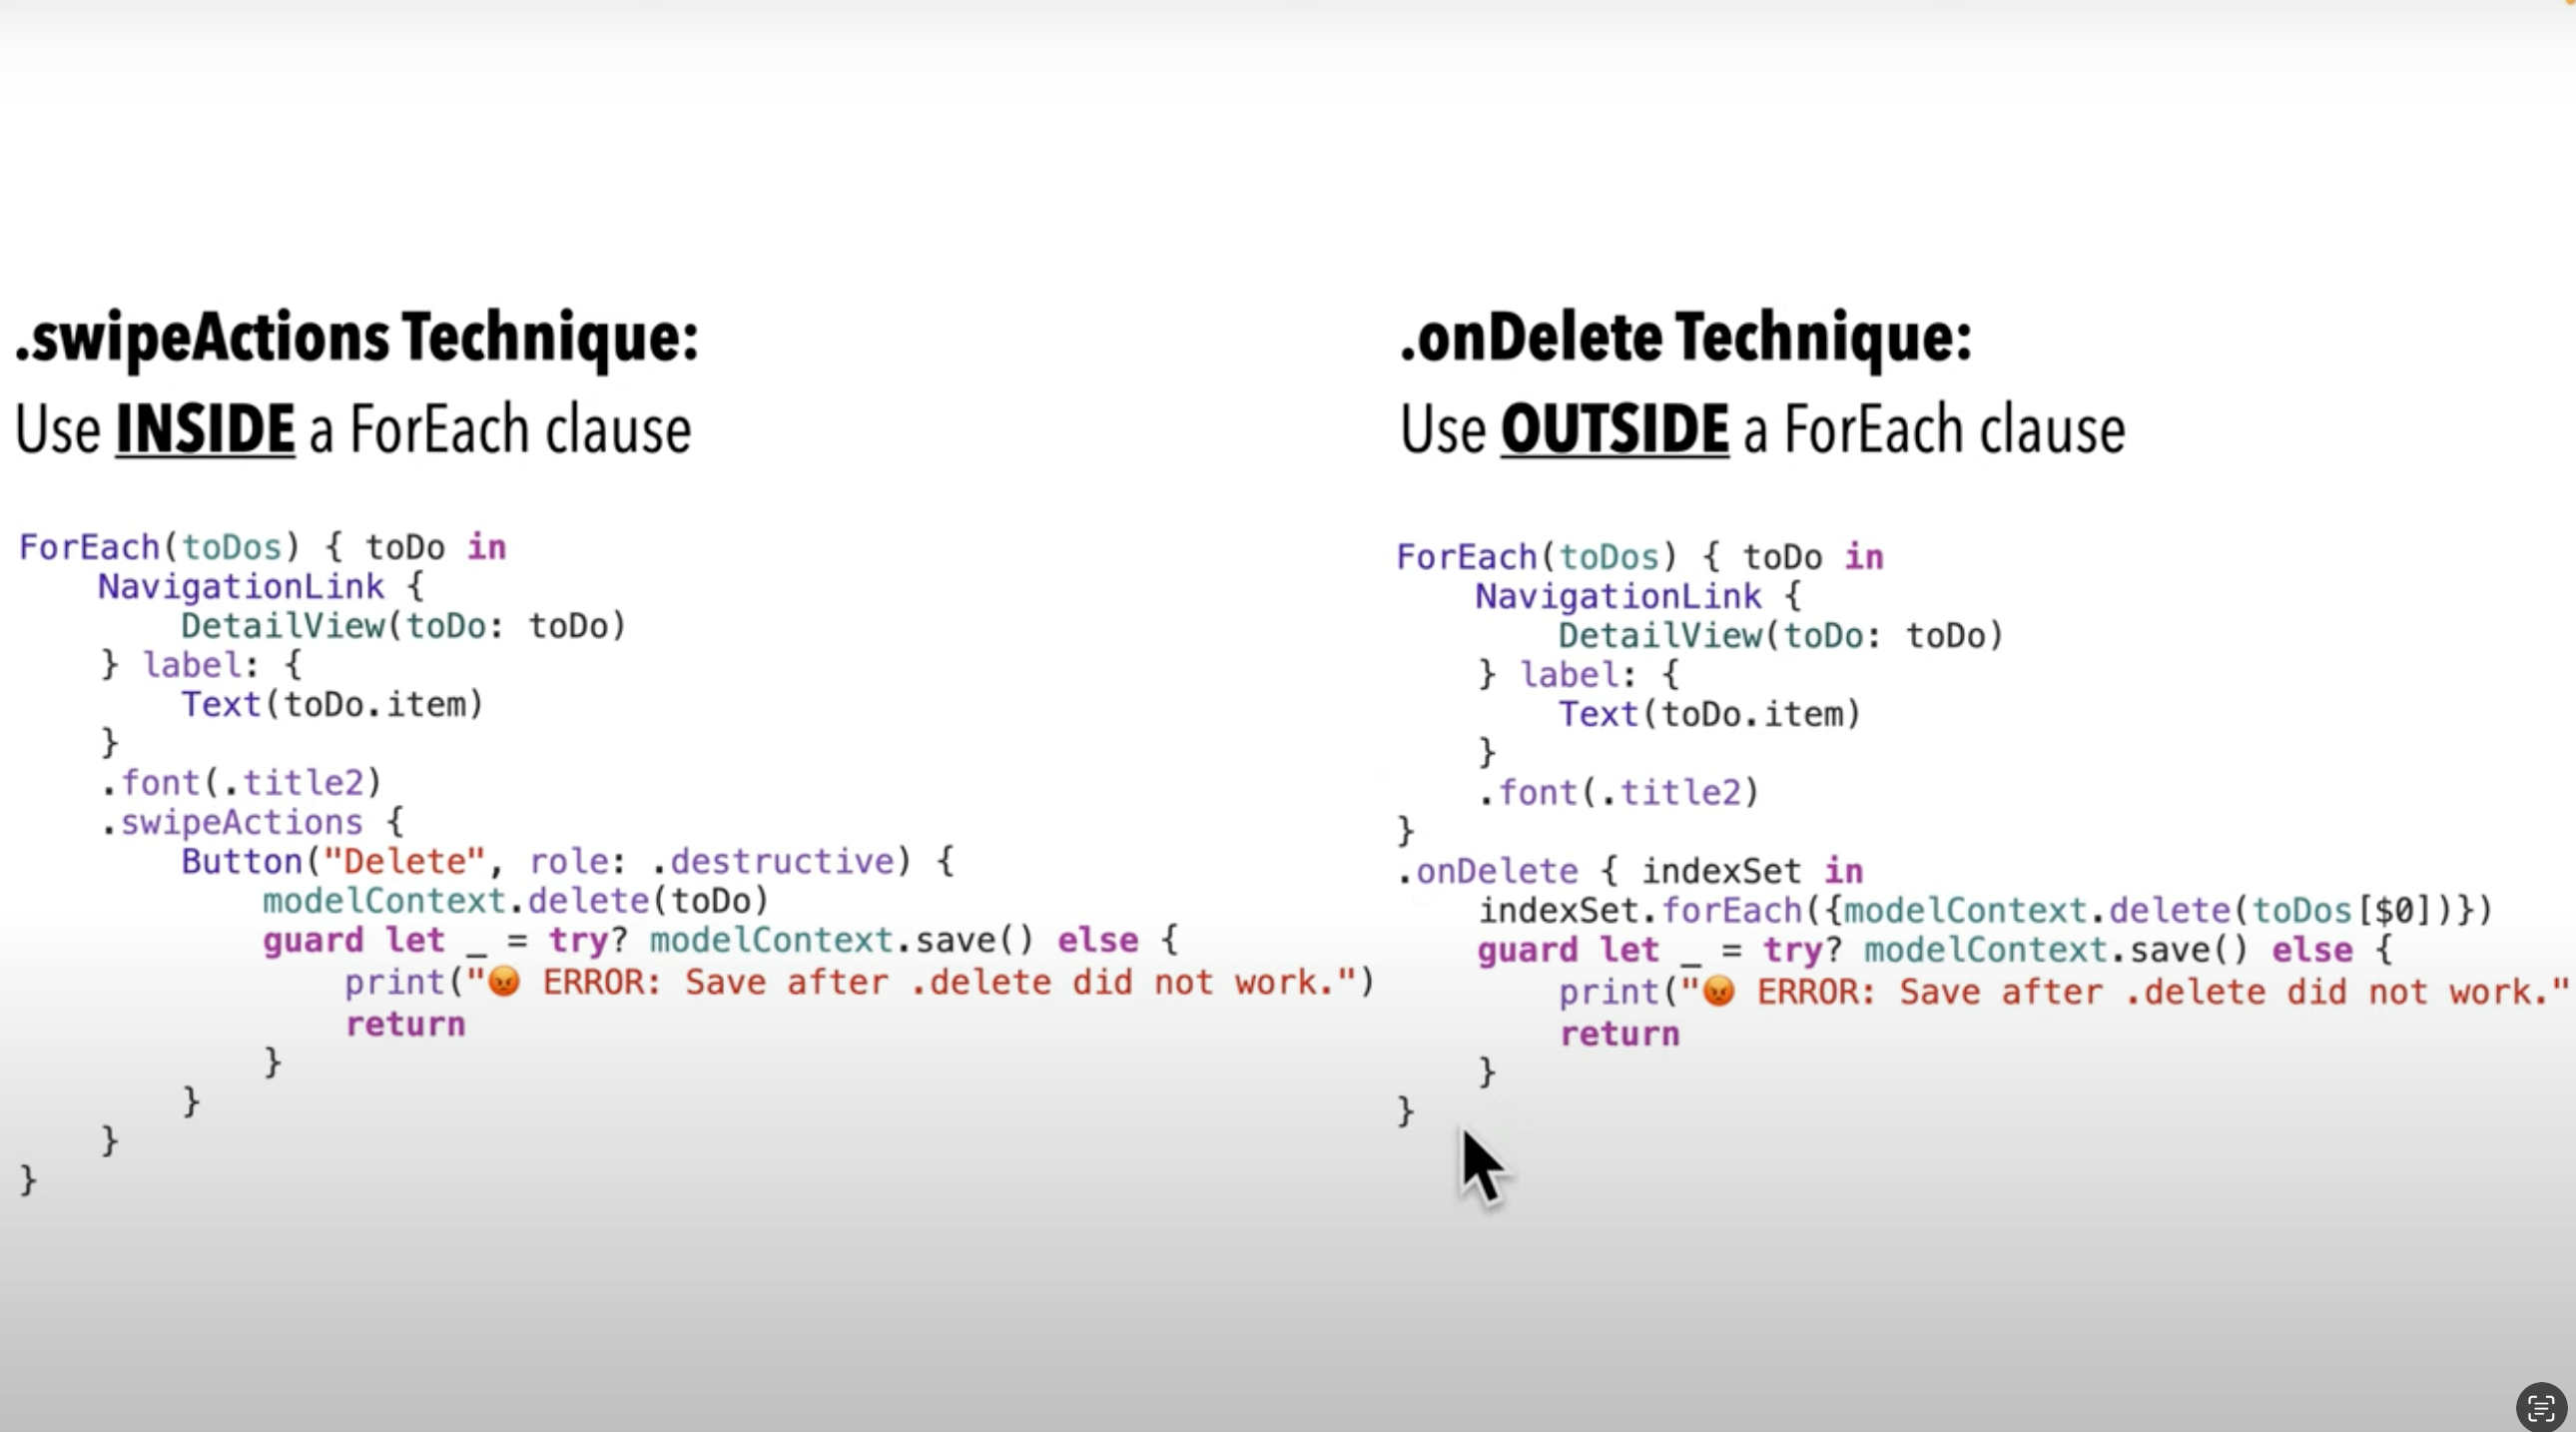 .swipeActions Technique:
Use INSIDE a ForEach clause
ForEach(toDos) { toDo in
    NavigationLink {
        DetailView(toDo: toDo)
    } label: {
        Text(toDo.item)
    }
    .font(.title2)
    .swipeActions {
        Button("Delete", role: .destructive) {
            modelContext.delete(toDo)
            guard let _ = try? modelContext.save() else {
                print("😡 ERROR: Save after .delete did not work.")
                return
            }
        }
    }
}
.onDelete Technique:
Use OUTSIDE a ForEach clause
ForEach(toDos) { toDo in
    NavigationLink {
        DetailView(toDo: toDo)
    } label: {
        Text(toDo.item)
    }
    .font(.title2)
}
.onDelete { indexSet in
    indexSet.forEach({modelContext.delete(toDos[$0])})
    guard let _ = try? modelContext.save() else {
        print("😡 ERROR: Save after .delete did not work."
        return
    }
}